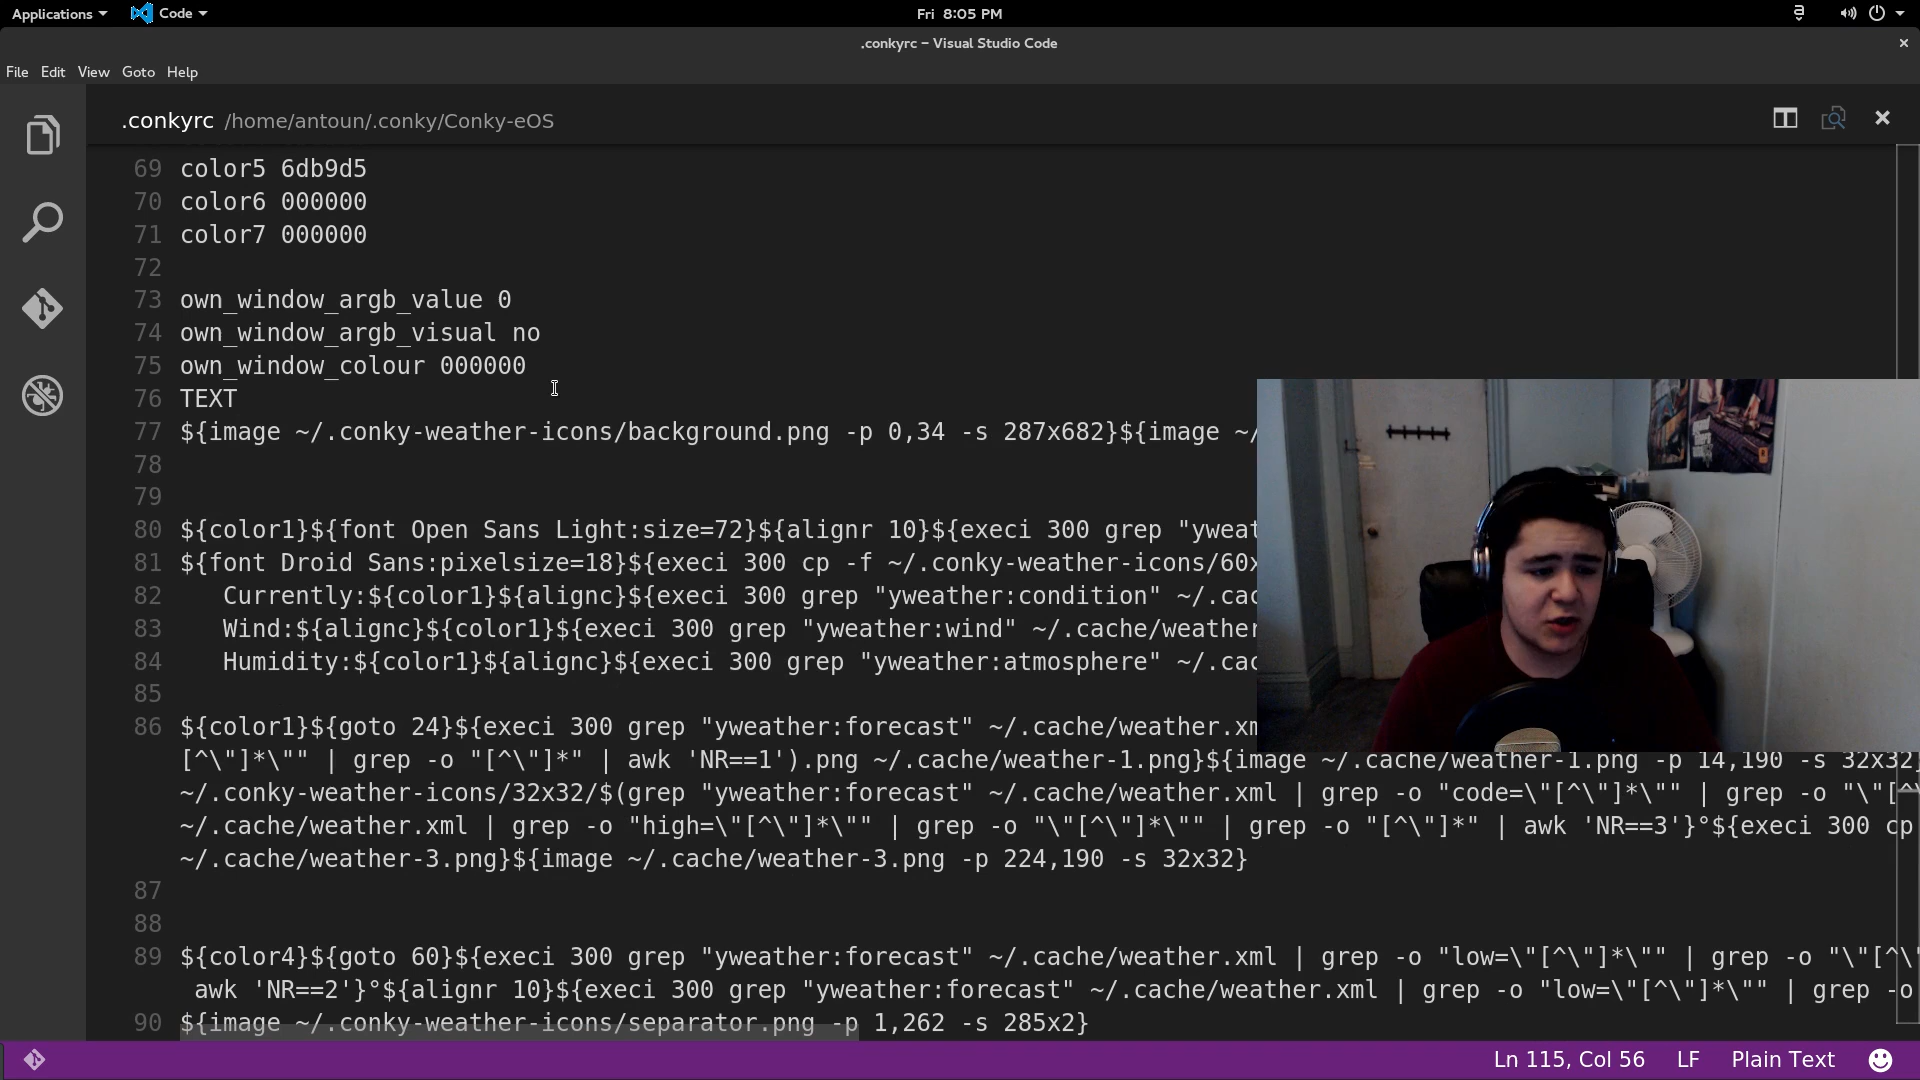 Applications Code Fri 8:05 PM
.conkyrc – Visual Studio Code
File Edit View Goto Help
.conkyrc /home/antoun/.conky/Conky-eOS
69 color5 6db9d5
70 color6 000000
71 color7 000000
72
73 own_window_argb_value 0
74 own_window_argb_visual no
75 own_window_colour 000000
76 TEXT
77 ${image ~/.conky-weather-icons/background.png -p 0,34 -s 287x682}${image ~/
78
79
80 ${color1}${font Open Sans Light:size=72}${alignr 10}${execi 300 grep "yweat
81 ${font Droid Sans:pixelsize=18}${execi 300 cp -f ~/.conky-weather-icons/60x
82 Currently:${color1}${alignc}${execi 300 grep "yweather:condition" ~/.cac
83 Wind:${alignc}${color1}${execi 300 grep "yweather:wind" ~/.cache/weather
84 Humidity:${color1}${alignc}${execi 300 grep "yweather:atmosphere" ~/.cac
85
86 ${color1}${goto 24}${execi 300 grep "yweather:forecast" ~/.cache/weather.xm
[^\"]*\"" | grep -o "[^\"]*" | awk 'NR==1').png ~/.cache/weather-1.png}${image ~/.cache/weather-1.png -p 14,190 -s 32x32}
~/.conky-weather-icons/32x32/$(grep "yweather:forecast" ~/.cache/weather.xml | grep -o "code=\"[^\"]*\"" | grep -o "\"[^\"
~/.cache/weather.xml | grep -o "high=\"[^\"]*\"" | grep -o "\"[^\"]*\"" | grep -o "[^\"]*" | awk 'NR==3'}°${execi 300 cp
~/.cache/weather-3.png}${image ~/.cache/weather-3.png -p 224,190 -s 32x32}
87
88
89 ${color4}${goto 60}${execi 300 grep "yweather:forecast" ~/.cache/weather.xml | grep -o "low=\"[^\"]*\"" | grep -o "\"[^\"
awk 'NR==2'}°${alignr 10}${execi 300 grep "yweather:forecast" ~/.cache/weather.xml | grep -o "low=\"[^\"]*\"" | grep -o
90 ${image ~/.conky-weather-icons/separator.png -p 1,262 -s 285x2}
Ln 115, Col 56 LF Plain Text